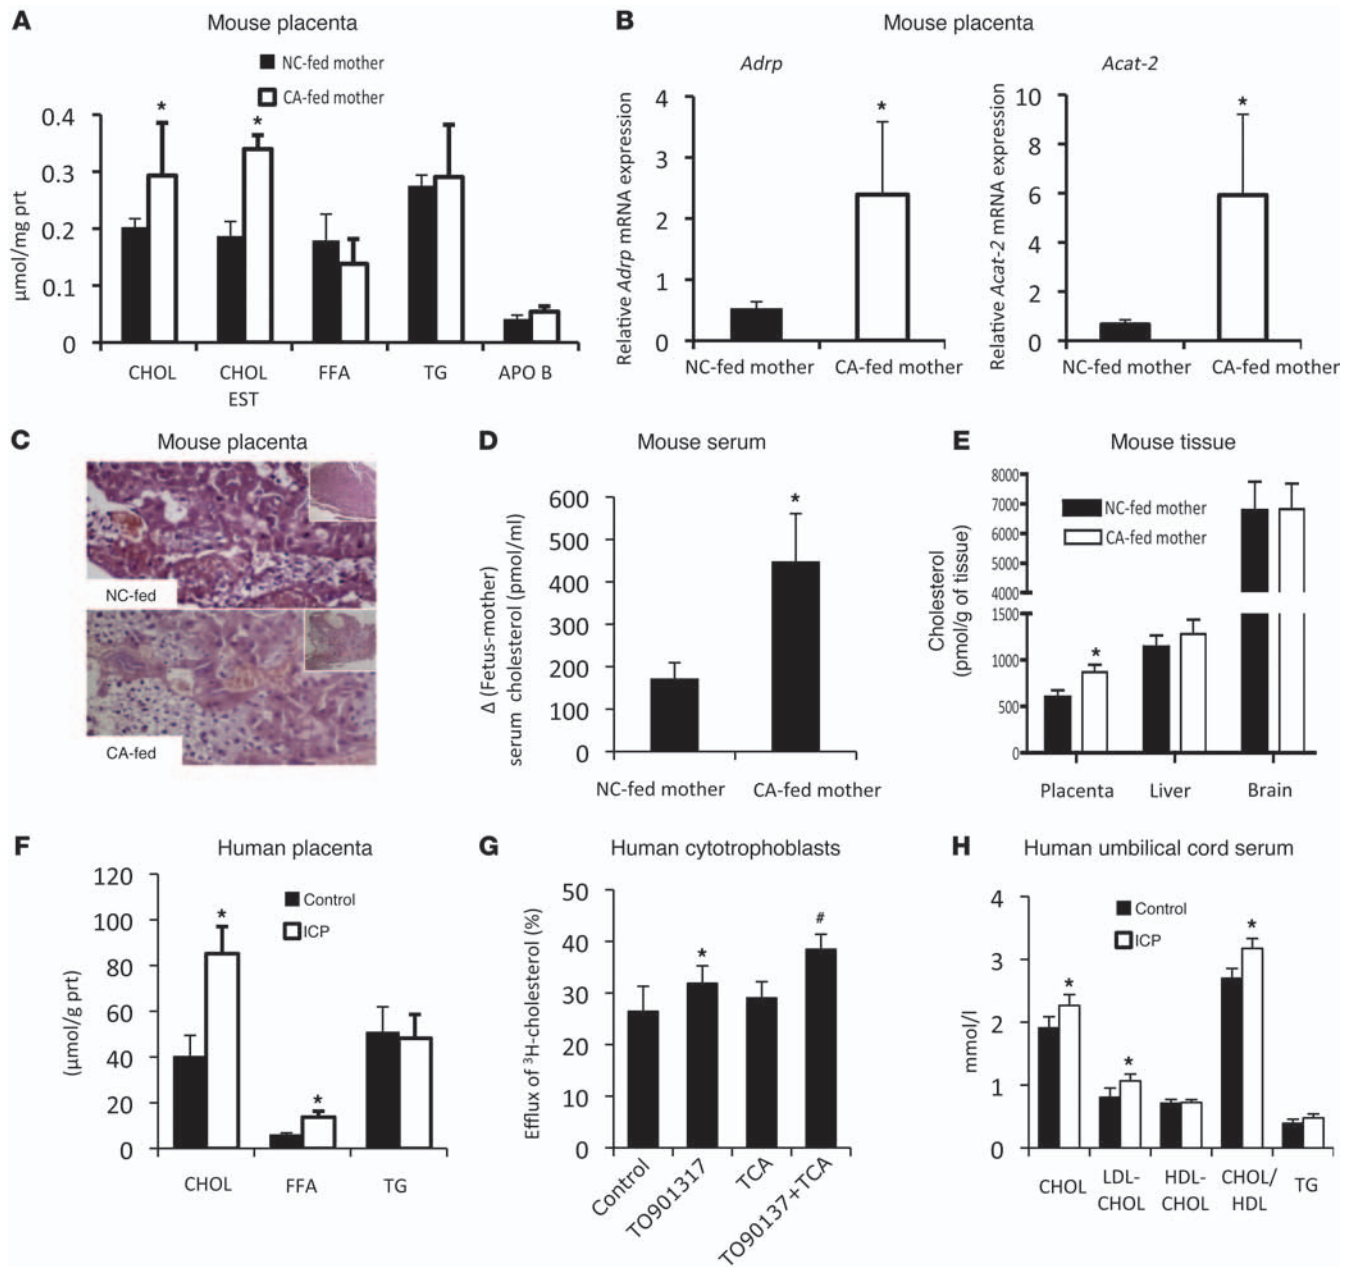 A
Mouse placenta
NC-fed mother
CA-fed mother
μmol/mg prt
0.4
0.3
0.2
0.1
0
*
*
CHOL
CHOL
EST
FFA
TG
APO B
B
Mouse placenta
Adrp
Relative Adrp mRNA expression
4
3
2
1
0
*
NC-fed mother
CA-fed mother
Acat-2
Relative Acat-2 mRNA expression
10
8
6
4
2
0
*
NC-fed mother
CA-fed mother
C
Mouse placenta
NC-fed
CA-fed
D
Mouse serum
Δ (Fetus-mother)
serum cholesterol (pmol/ml)
600
500
400
300
200
100
0
*
NC-fed mother
CA-fed mother
E
Mouse tissue
NC-fed mother
CA-fed mother
Cholesterol
(pmol/g of tissue)
8000
7000
6000
5000
4000
1500
1000
500
0
*
Placenta
Liver
Brain
F
Human placenta
Control
ICP
(μmol/g prt)
120
100
80
60
40
20
0
*
*
CHOL
FFA
TG
G
Human cytotrophoblasts
Efflux of ³H-cholesterol (%)
50
40
30
20
10
0
*
#
Control
TO901317
TCA
TO90137+TCA
H
Human umbilical cord serum
Control
ICP
mmol/l
4
3
2
1
0
*
*
*
CHOL
LDL-
CHOL
HDL-
CHOL
CHOL/
HDL
TG